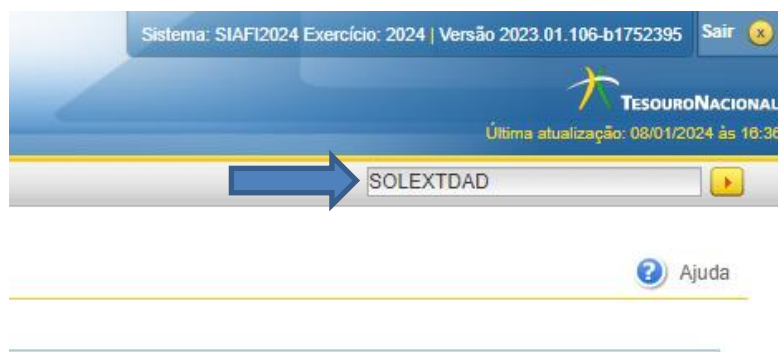 Sistema: SIAFI2024 Exercício: 2024 | Versão 2023.01.106-b1752395 Sair x
TESOURONACIONAL
Última atualização: 08/01/2024 às 16:36
SOLEXTDAD
? Ajuda